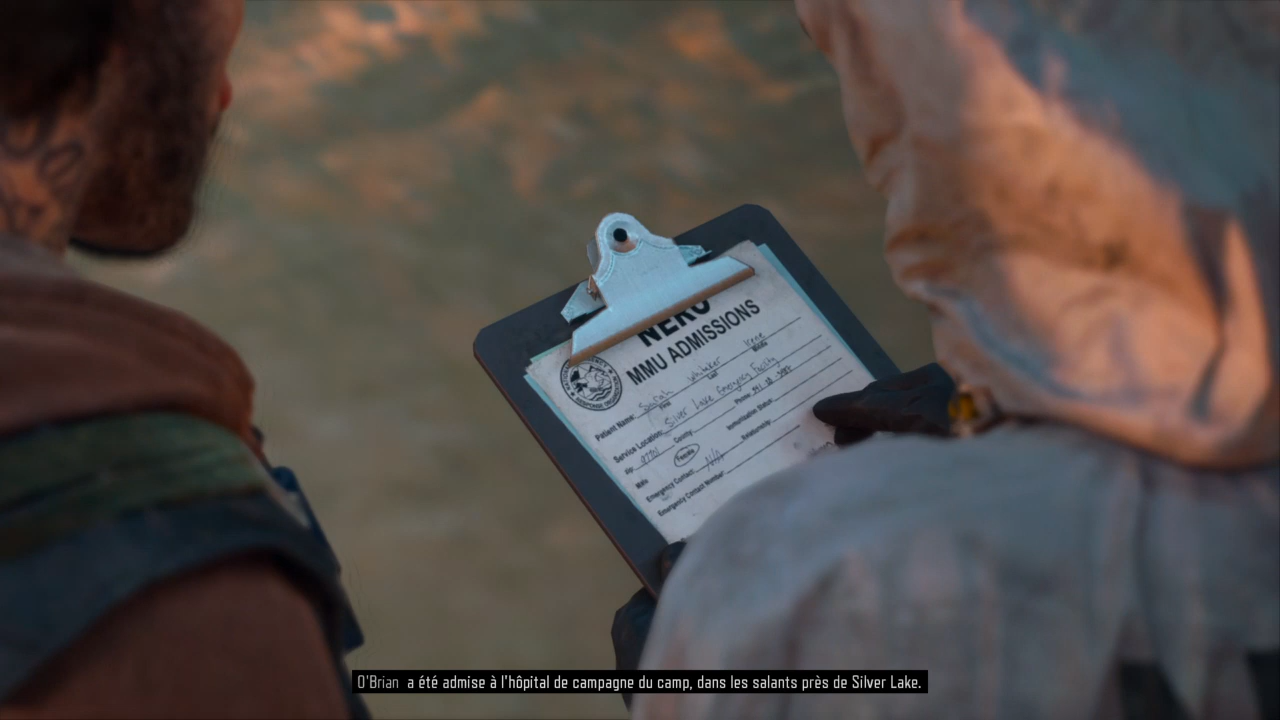 NERO
MMU ADMISSIONS
Patient Name: Sarah Whitaker Irene
First Last Middle
Service Location: Silver Lake Emergency Facility
Zip County Phone:
Male Female Immunization Status:
Emergency Contact: N/A Relationship:
Emergency Contact Number:
O'Brian a été admise à l'hôpital de campagne du camp, dans les salants près de Silver Lake.